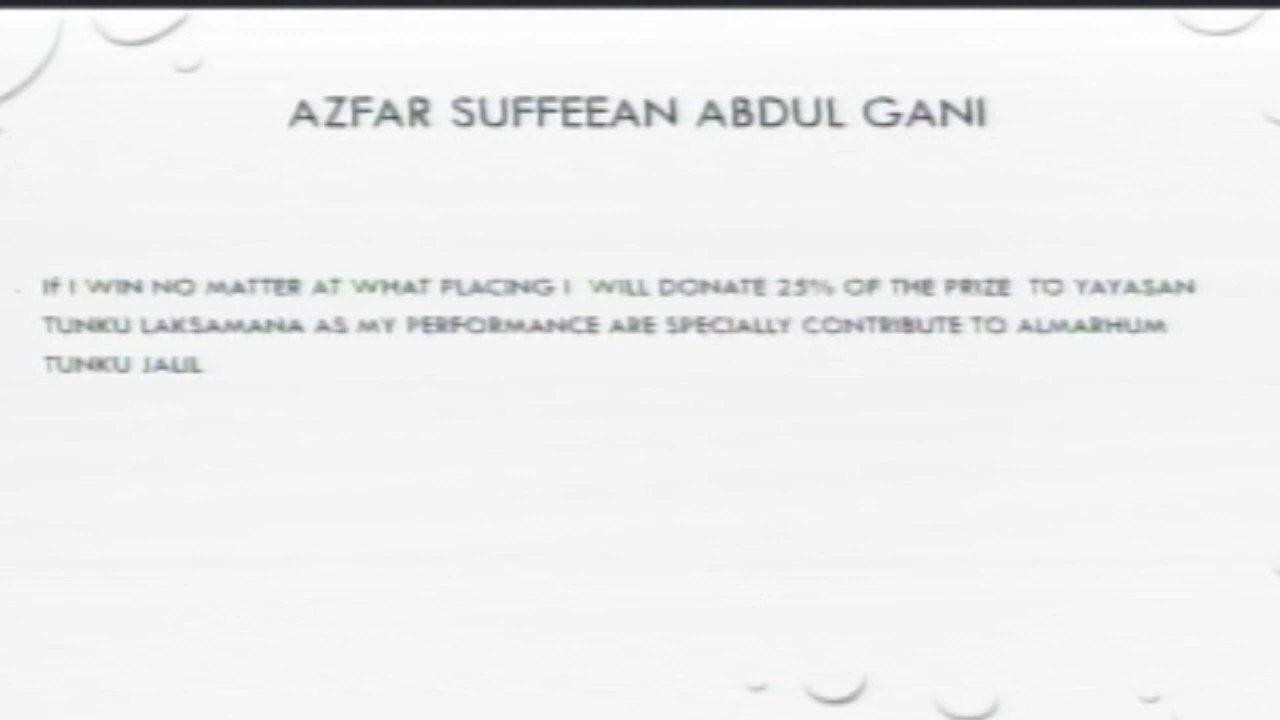 AZFAR SUFFEEAN ABDUL GANI
If I WIN NO MATTER AT WHAT PLACING I WILL DONATE 25% OF THE PRIZE TO YAYASAN
TUNKU LAKSAMANA AS MY PERFORMANCE ARE SPECIALLY CONTRIBUTE TO ALMARHUM
TUNKU JALIL